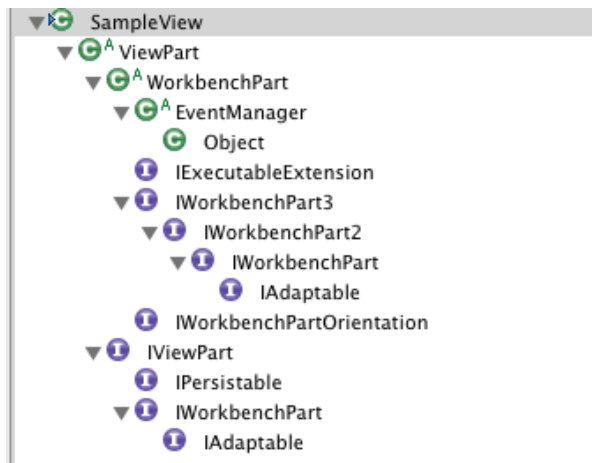 SampleView
A ViewPart
A WorkbenchPart
A EventManager
Object
IExecutableExtension
IWorkbenchPart3
IWorkbenchPart2
IWorkbenchPart
IAdaptable
IWorkbenchPartOrientation
IViewPart
IPersistable
IWorkbenchPart
IAdaptable